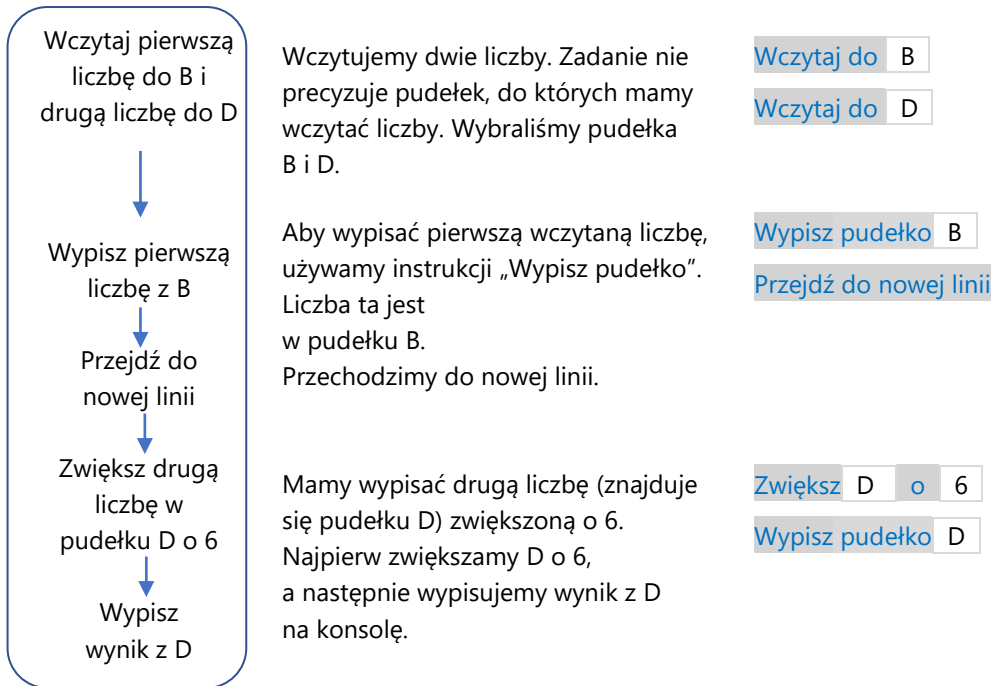 Wczytaj pierwszą
liczbę do B i
drugą liczbę do D
Wczytujemy dwie liczby. Zadanie nie
precyzuje pudełek, do których mamy
wczytać liczby. Wybraliśmy pudełka
B i D.
Wczytaj do B
Wczytaj do D
Wypisz pierwszą
liczbę z B
Przejdź do
nowej linii
Aby wypisać pierwszą wczytaną liczbę,
używamy instrukcji „Wypisz pudełko”.
Liczba ta jest
w pudełku B.
Przechodzimy do nowej linii.
Wypisz pudełko B
Przejdź do nowej linii
Zwiększ drugą
liczbę w
pudełku D o 6
Wypisz
wynik z D
Mamy wypisać drugą liczbę (znajduje
się pudełku D) zwiększoną o 6.
Najpierw zwiększamy D o 6,
a następnie wypisujemy wynik z D
na konsolę.
Zwiększ D o 6
Wypisz pudełko D